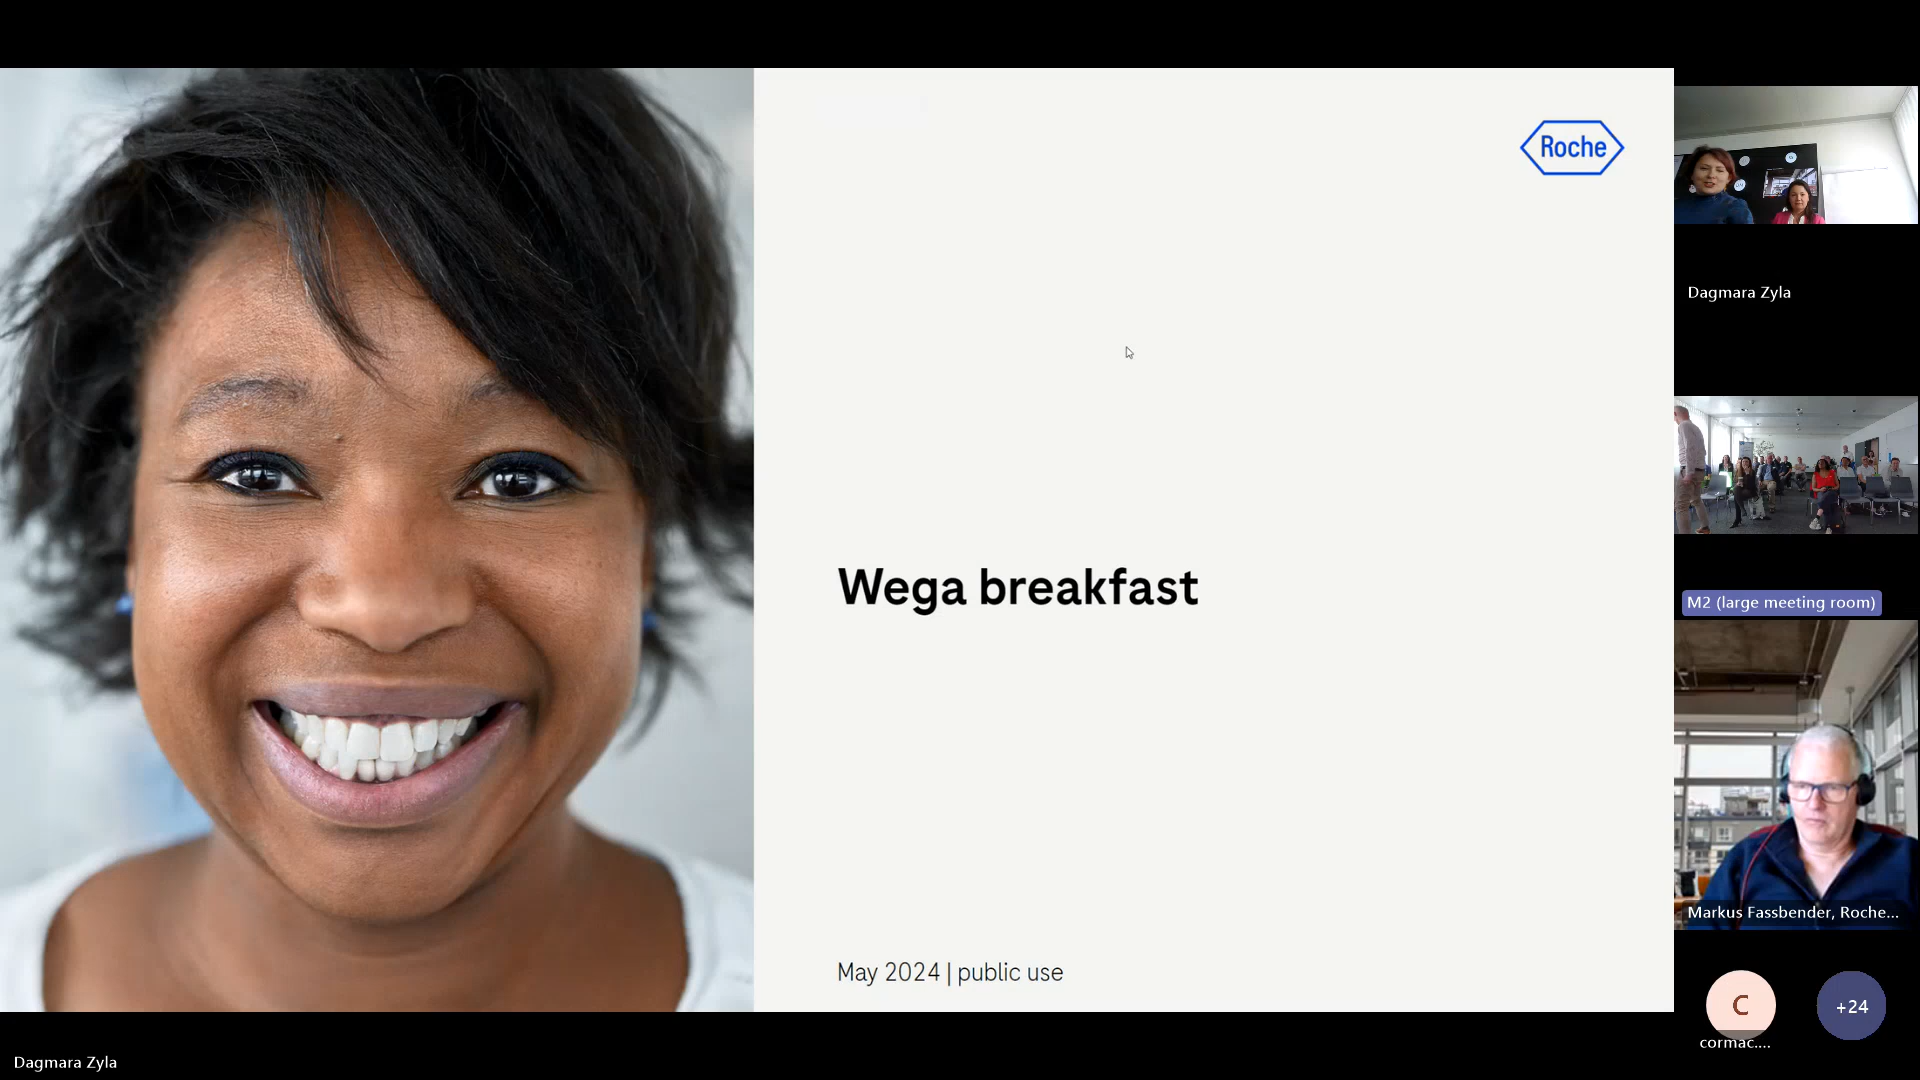 Roche
Wega breakfast
May 2024 | public use
Dagmara Zyla
Dagmara Zyla
M2 (large meeting room)
Markus Fassbender, Roche...
C
+24
cormac....